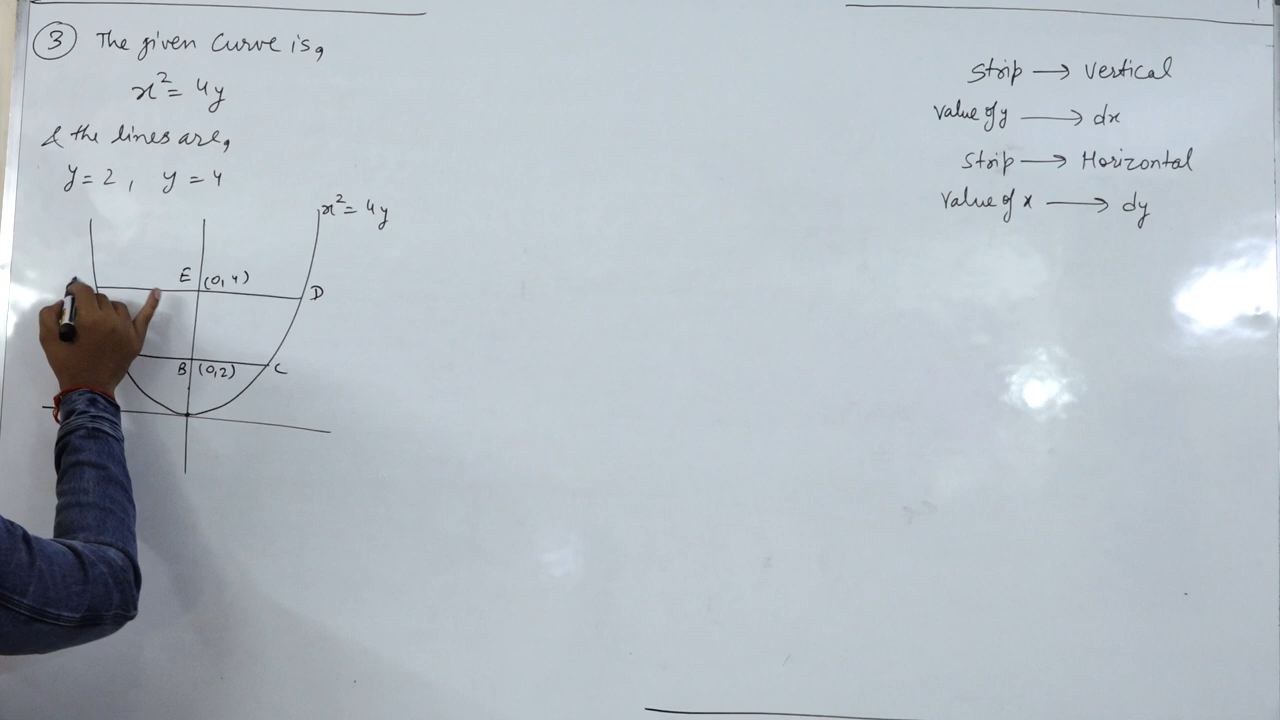 ③ The given Curve is,
x² = 4y
& the lines are,
y = 2, y = 4
x² = 4y
E (0, 4)
D
B (0,2) C
Strip → Vertical
Value of y → dx
Strip → Horizontal
Value of x → dy